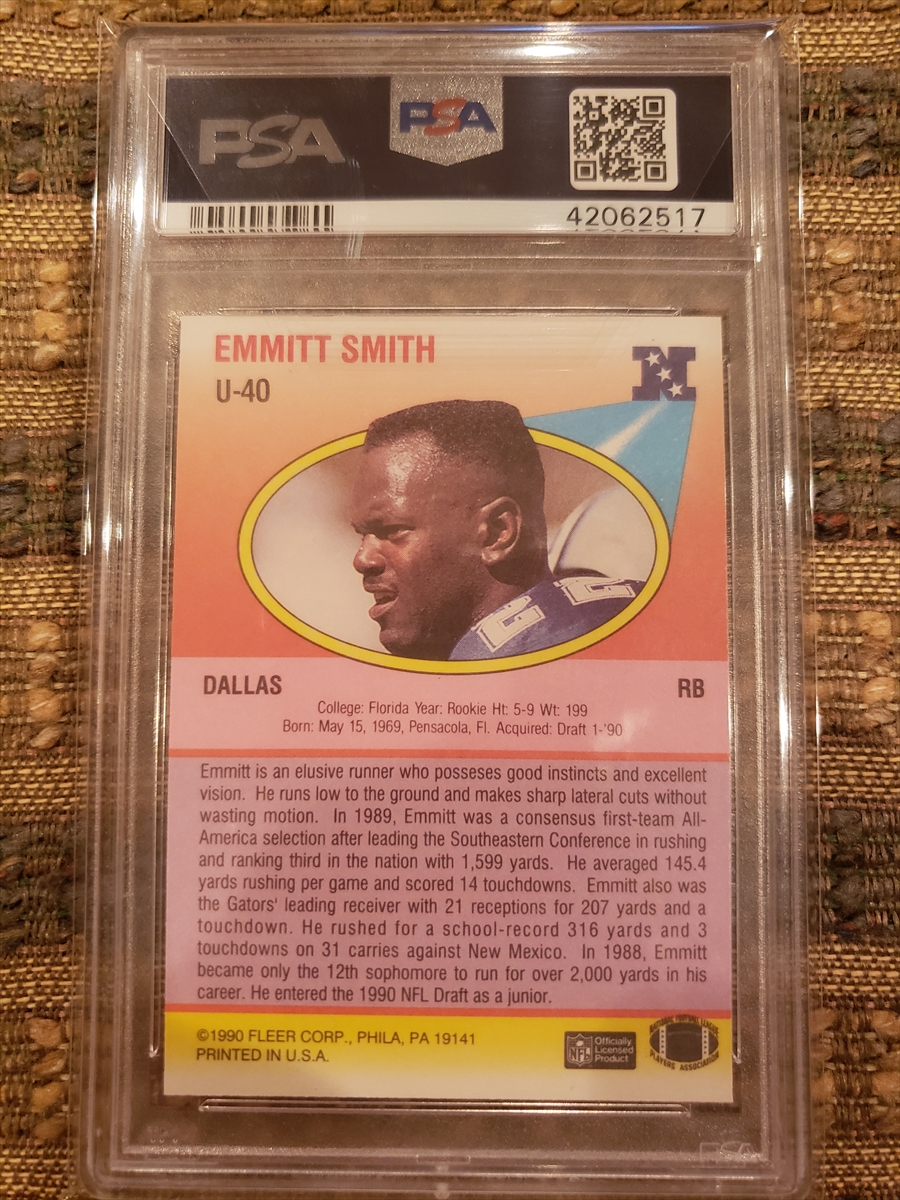 PSA
PSA
42062517
EMMITT SMITH
U-40
N
22
DALLAS
RB
College: Florida Year: Rookie Ht: 5-9 Wt: 199
Born: May 15, 1969, Pensacola, Fl. Acquired: Draft 1-'90
Emmitt is an elusive runner who posseses good instincts and excellent
vision. He runs low to the ground and makes sharp lateral cuts without
wasting motion. In 1989, Emmitt was a consensus first-team All-
America selection after leading the Southeastern Conference in rushing
and ranking third in the nation with 1,599 yards. He averaged 145.4
yards rushing per game and scored 14 touchdowns. Emmitt also was
the Gators' leading receiver with 21 receptions for 207 yards and a
touchdown. He rushed for a school-record 316 yards and 3
touchdowns on 31 carries against New Mexico. In 1988, Emmitt
became only the 12th sophomore to run for over 2,000 yards in his
career. He entered the 1990 NFL Draft as a junior.
©1990 FLEER CORP., PHILA, PA 19141
PRINTED IN U.S.A.
NFL
Officially
Licensed
Product
NATIONAL FOOTBALL LEAGUE
PLAYERS ASSOCIATION
PSA